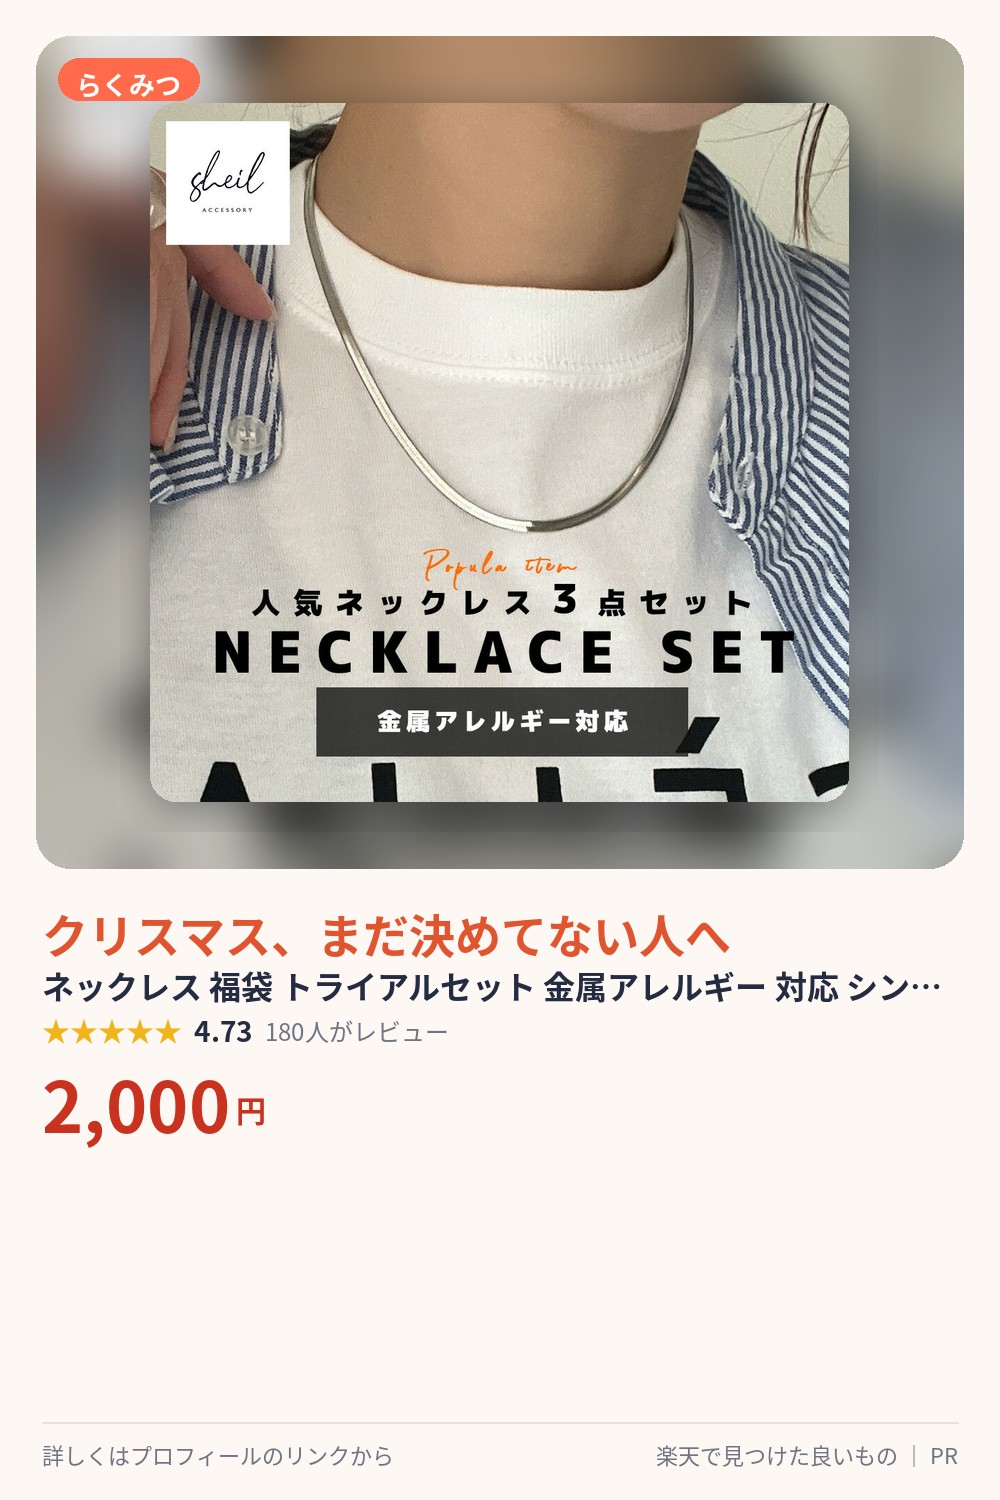 らくみつ
sheil
ACCESSORY
Popula item
人気ネックレス3点セット
NECKLACE SET
金属アレルギー対応
クリスマス、まだ決めてない人へ
ネックレス 福袋 トライアルセット 金属アレルギー 対応 シン…
★★★★★ 4.73 180人がレビュー
2,000円
詳しくはプロフィールのリンクから
楽天で見つけた良いもの | PR